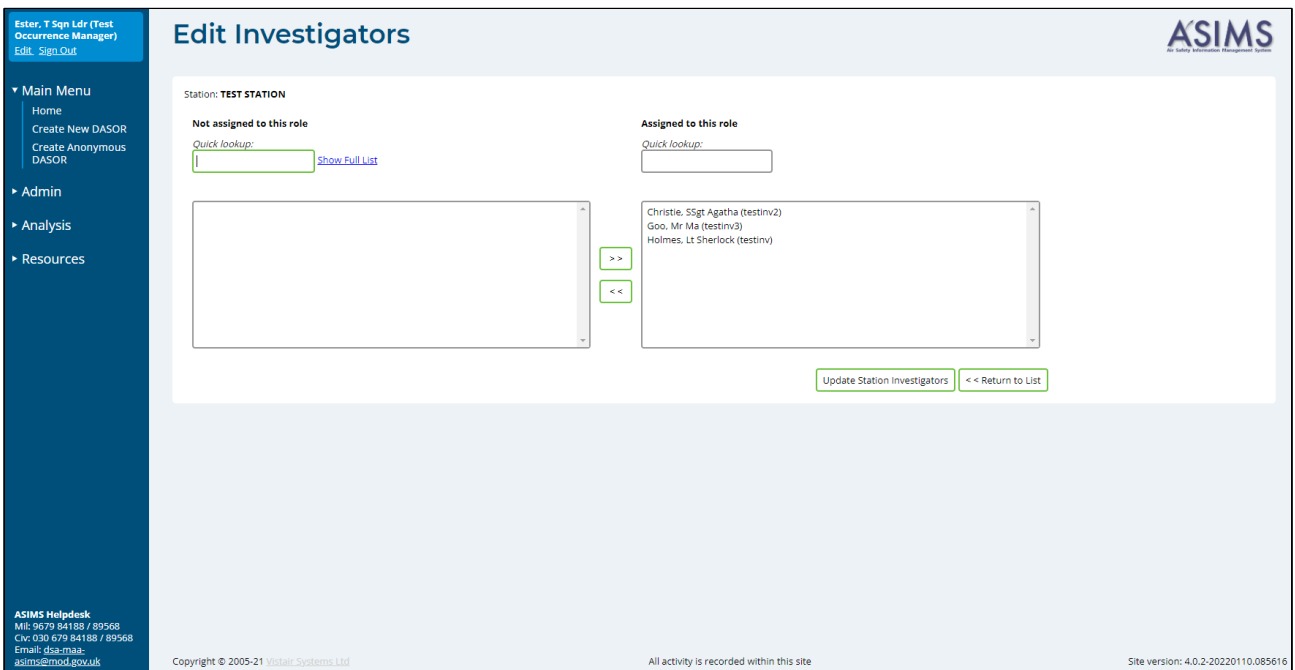 Ester, T Sqn Ldr (Test
Occurrence Manager)
Edit Sign Out
Main Menu
Home
Create New DASOR
Create Anonymous
DASOR
Admin
Analysis
Resources
ASIMS Helpdesk
Mil: 9679 84188 / 89568
Civ: 030 679 84188 / 89568
Email: dsa-maa-
asims@mod.gov.uk
Edit Investigators
ASIMS
Air Safety Information Management System
Station: TEST STATION
Not assigned to this role
Quick lookup:
Show Full List
>>
<<
Assigned to this role
Quick lookup:
Christie, SSgt Agatha (testinv2)
Goo, Mr Ma (testinv3)
Holmes, Lt Sherlock (testinv)
Update Station Investigators
<< Return to List
Copyright © 2005-21 Vistair Systems Ltd
All activity is recorded within this site
Site version: 4.0.2-20220110.085616